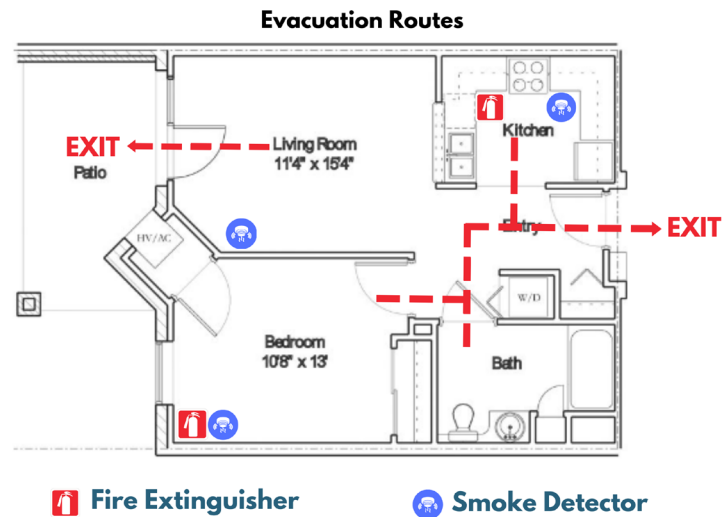 Evacuation Routes
EXIT
Patio
Living Room
11'4" x 15'4"
Kitchen
HV/AC
Entry
EXIT
W/D
Bedroom
10'8" x 13'
Bath
Fire Extinguisher
Smoke Detector